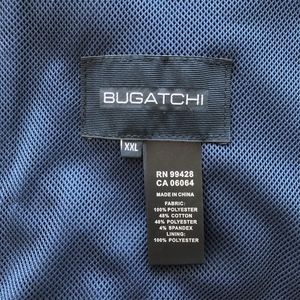 BUGATCHI
XXL
RN 99428
CA 06064
MADE IN CHINA
FABRIC:
100% POLYESTER
48% COTTON
48% POLYESTER
4% SPANDEX
LINING:
100% POLYESTER